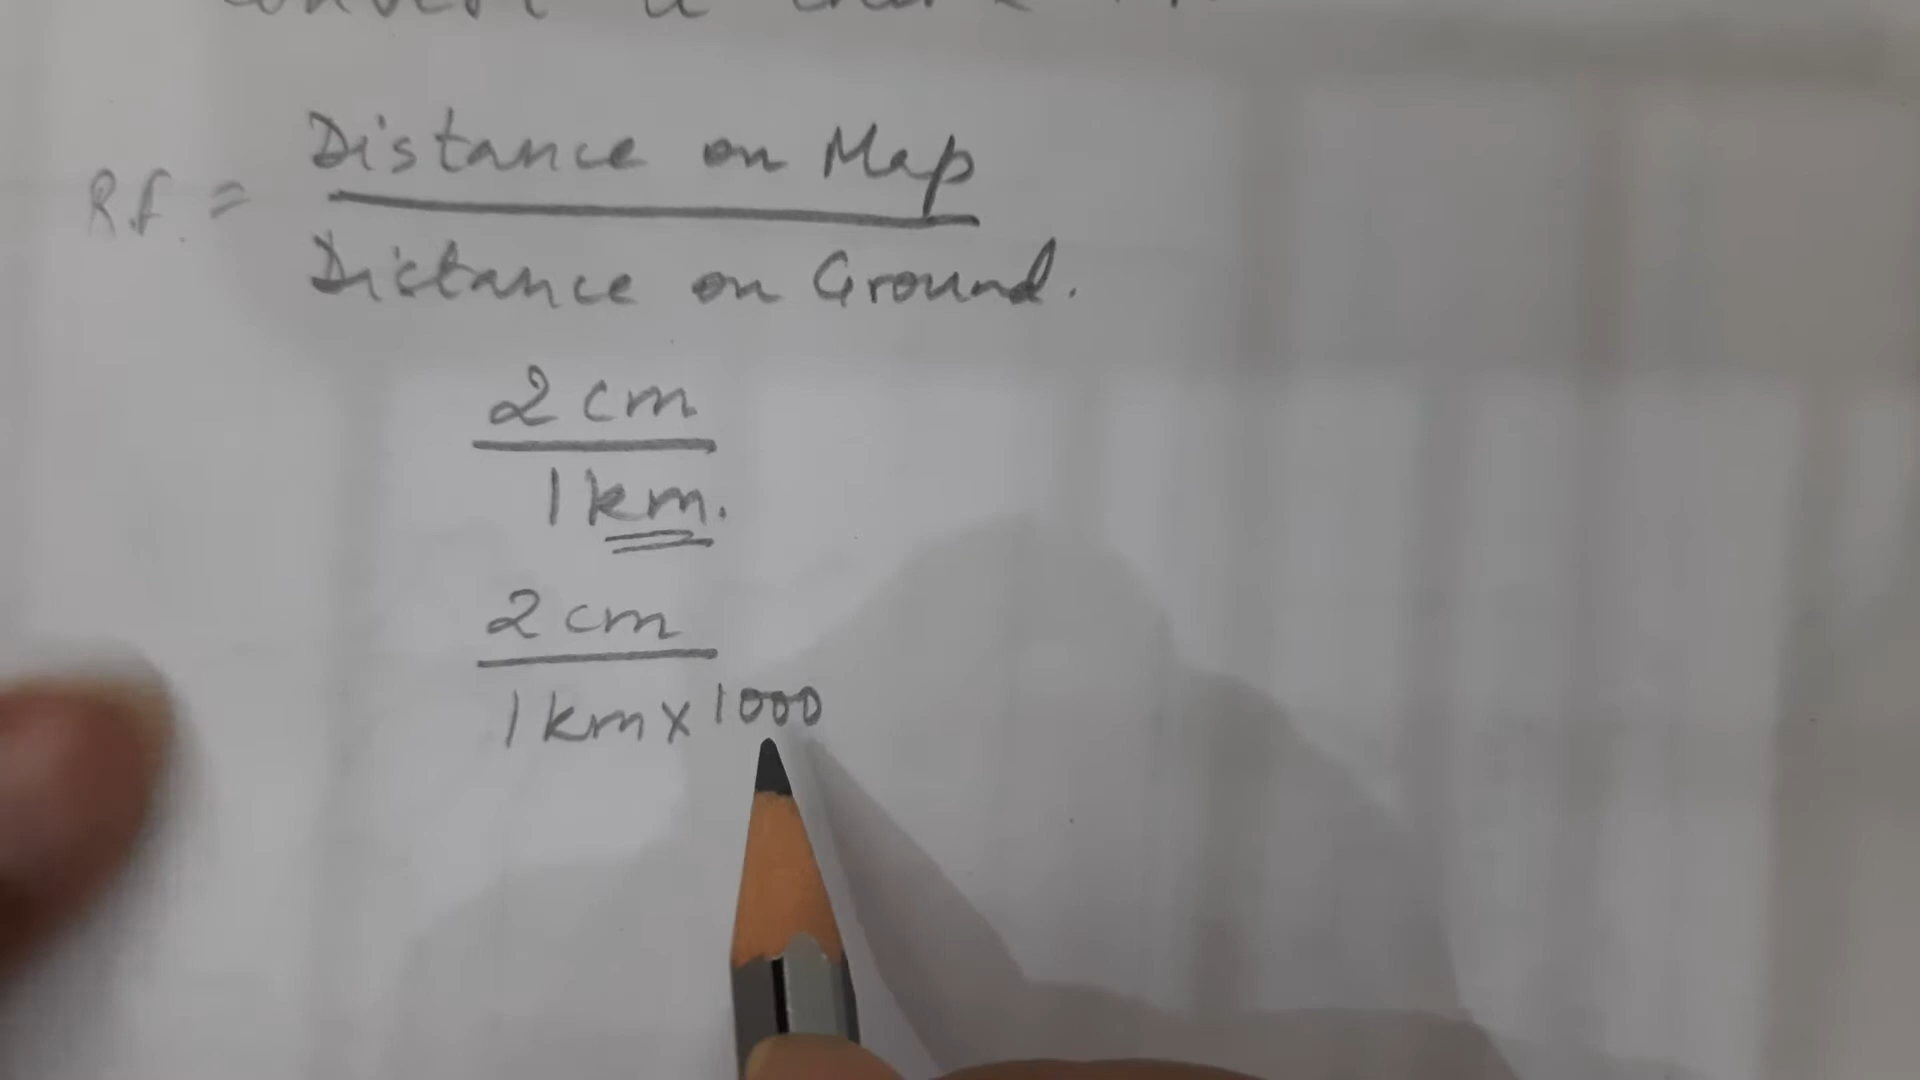 R.f. = Distance on Map
Distance on Ground.
2 cm
1 km.
2 cm
1 km x 1000